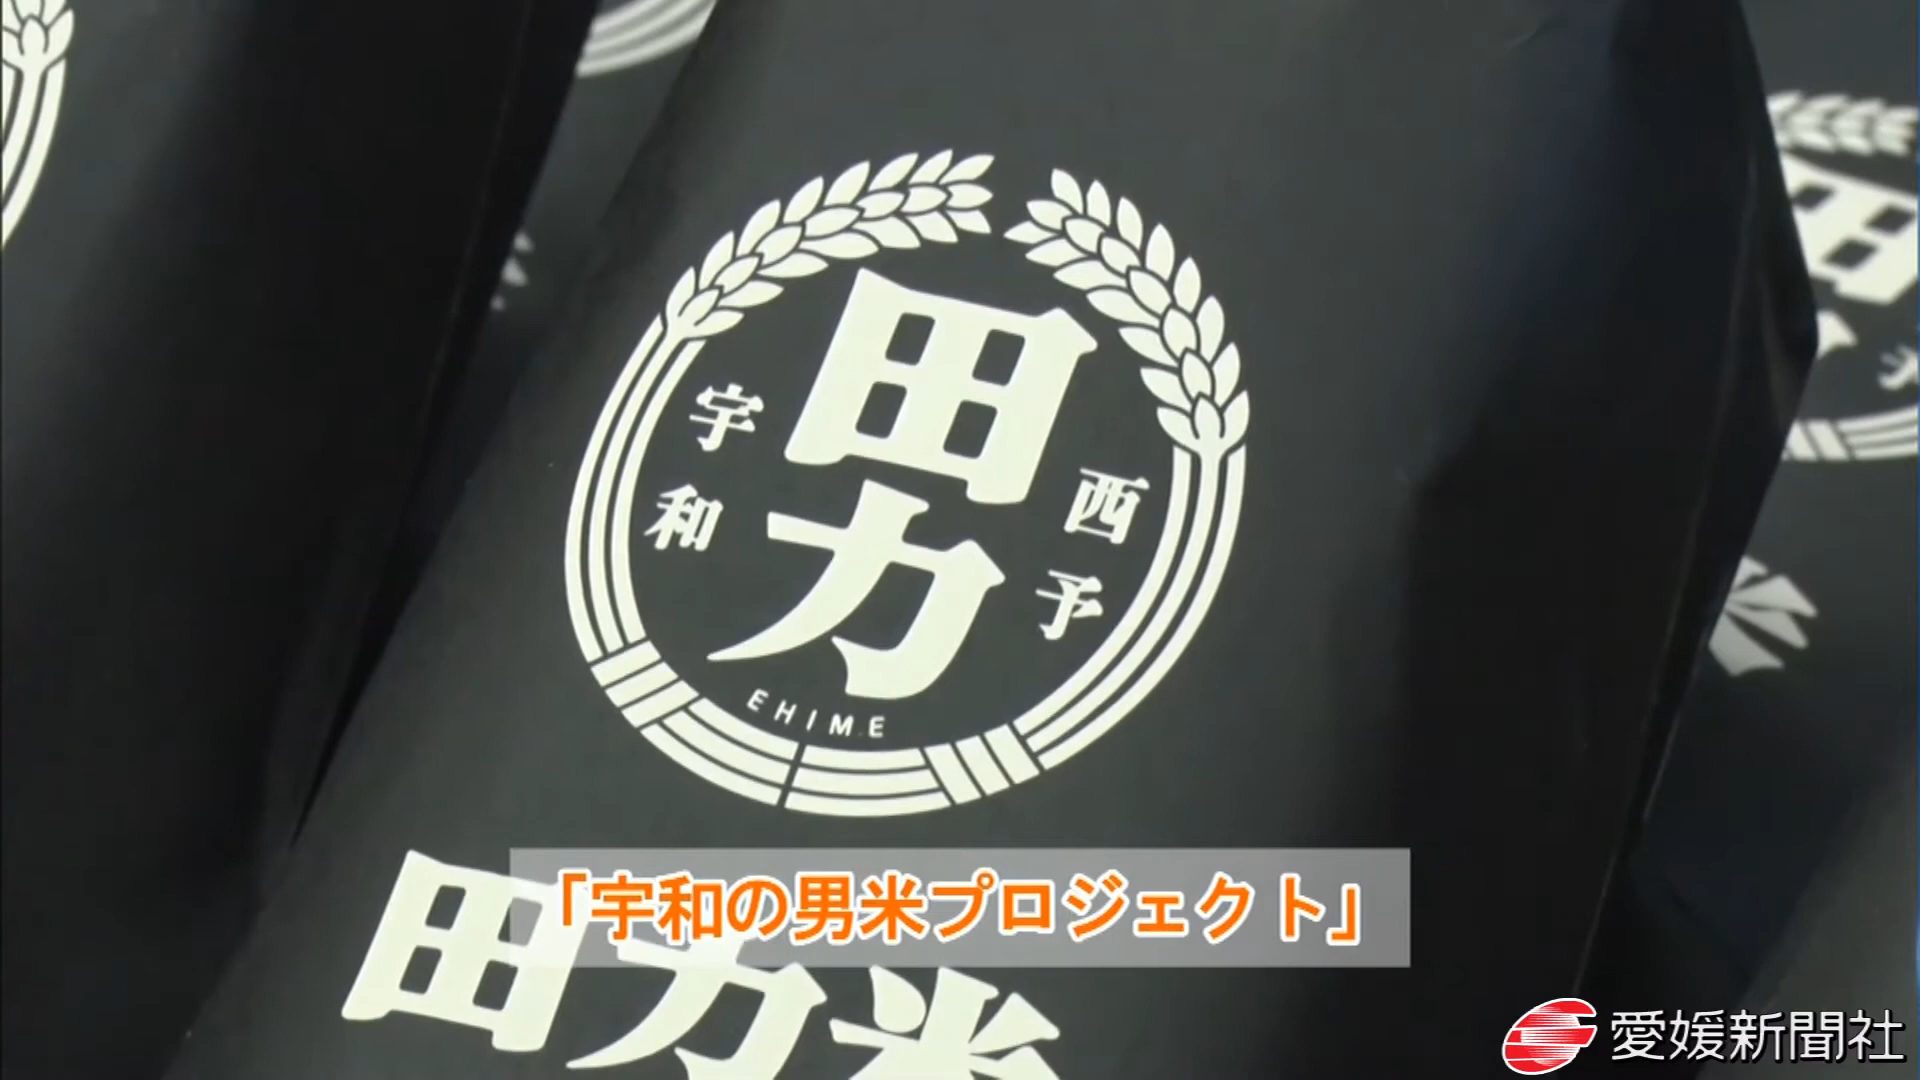 田力
宇和
西予
EHIME
「宇和の男米プロジェクト」
田力米
愛媛新聞社